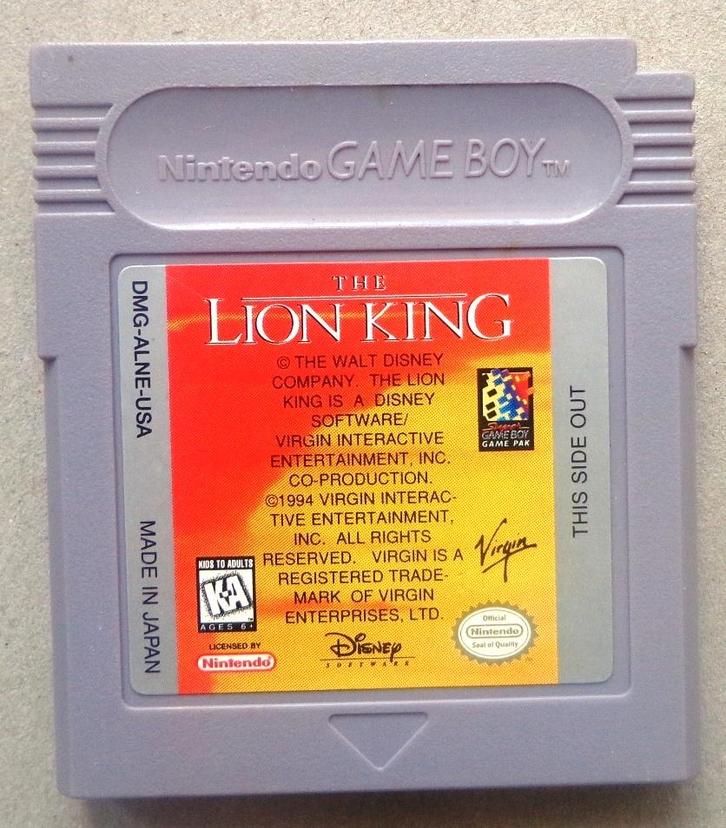 Nintendo GAME BOY TM
THE
LION KING
© THE WALT DISNEY
COMPANY. THE LION
KING IS A DISNEY
SOFTWARE/
VIRGIN INTERACTIVE
ENTERTAINMENT, INC.
CO-PRODUCTION.
©1994 VIRGIN INTERAC-
TIVE ENTERTAINMENT,
INC. ALL RIGHTS
RESERVED. VIRGIN IS A
REGISTERED TRADE-
MARK OF VIRGIN
ENTERPRISES, LTD.
DMG-ALNE-USA
MADE IN JAPAN
Super
GAME BOY
GAME PAK
THIS SIDE OUT
Virgin
KIDS TO ADULTS
K-A
AGES 6+
LICENSED BY
Nintendo
Disney
SOFTWARE
Official
Nintendo
Seal of Quality